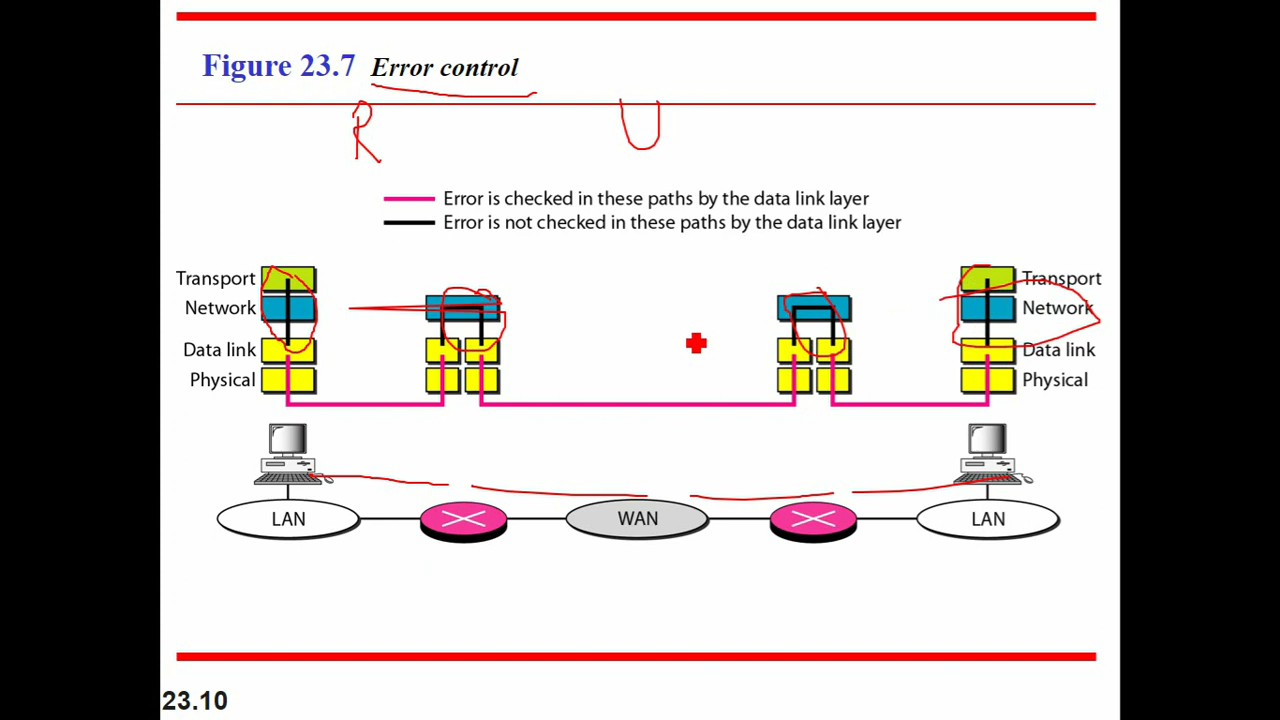 Figure 23.7 Error control
R U
Error is checked in these paths by the data link layer
Error is not checked in these paths by the data link layer
Transport Transport
Network Network
Data link Data link
Physical Physical
LAN WAN LAN
23.10